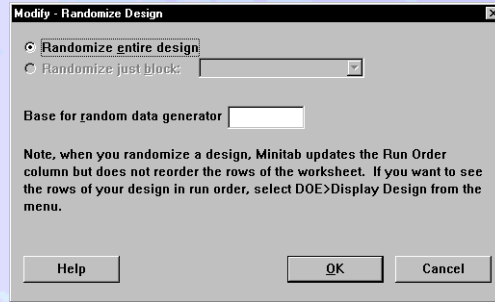 Modify - Randomize Design
Randomize entire design
Randomize just block:
Base for random data generator
Note, when you randomize a design, Minitab updates the Run Order
column but does not reorder the rows of the worksheet. If you want to see
the rows of your design in run order, select DOE>Display Design from the
menu.
Help
OK
Cancel